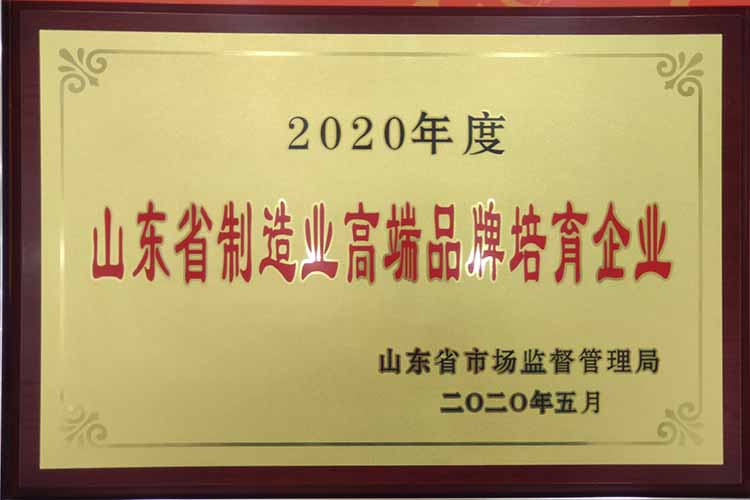 2020年度
山东省制造业高端品牌培育企业
山东省市场监督管理局
二〇二〇年五月